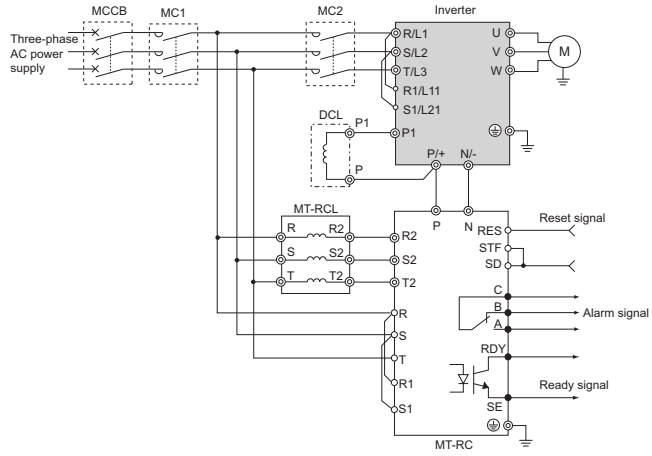 MCCB
MC1
MC2
Inverter
Three-phase
AC power
supply
R/L1
S/L2
T/L3
R1/L11
S1/L21
U
V
W
M
DCL
P1
P
P1
P/+
N/-
MT-RCL
R
R2
S
S2
T
T2
P
N
R2
S2
T2
R
S
T
R1
S1
RES
STF
SD
C
B
A
RDY
SE
Reset signal
Alarm signal
Ready signal
MT-RC